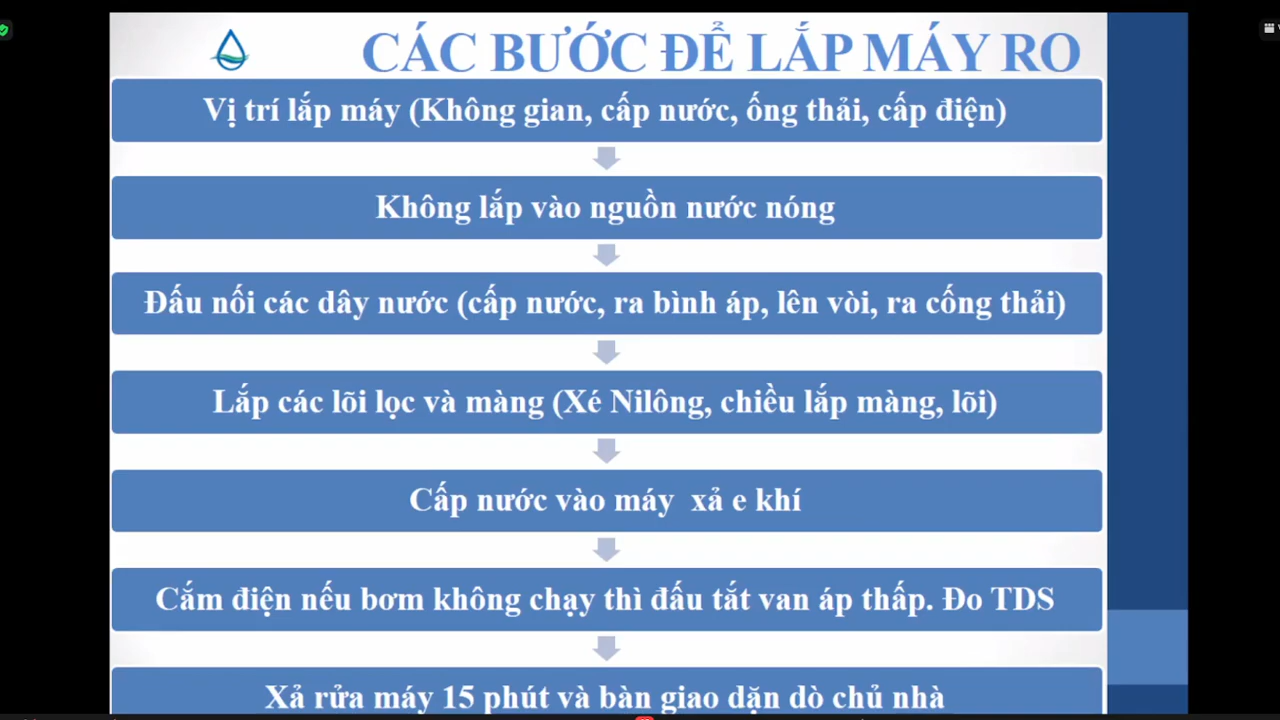 CÁC BƯỚC ĐỂ LẮP MÁY RO
Vị trí lắp máy (Không gian, cấp nước, ống thải, cấp điện)
Không lắp vào nguồn nước nóng
Đấu nối các dây nước (cấp nước, ra bình áp, lên vòi, ra cống thải)
Lắp các lõi lọc và màng (Xé Nilông, chiều lắp màng, lõi)
Cấp nước vào máy xả e khí
Cắm điện nếu bơm không chạy thì đấu tắt van áp thấp. Đo TDS
Xả rửa máy 15 phút và bàn giao dặn dò chủ nhà